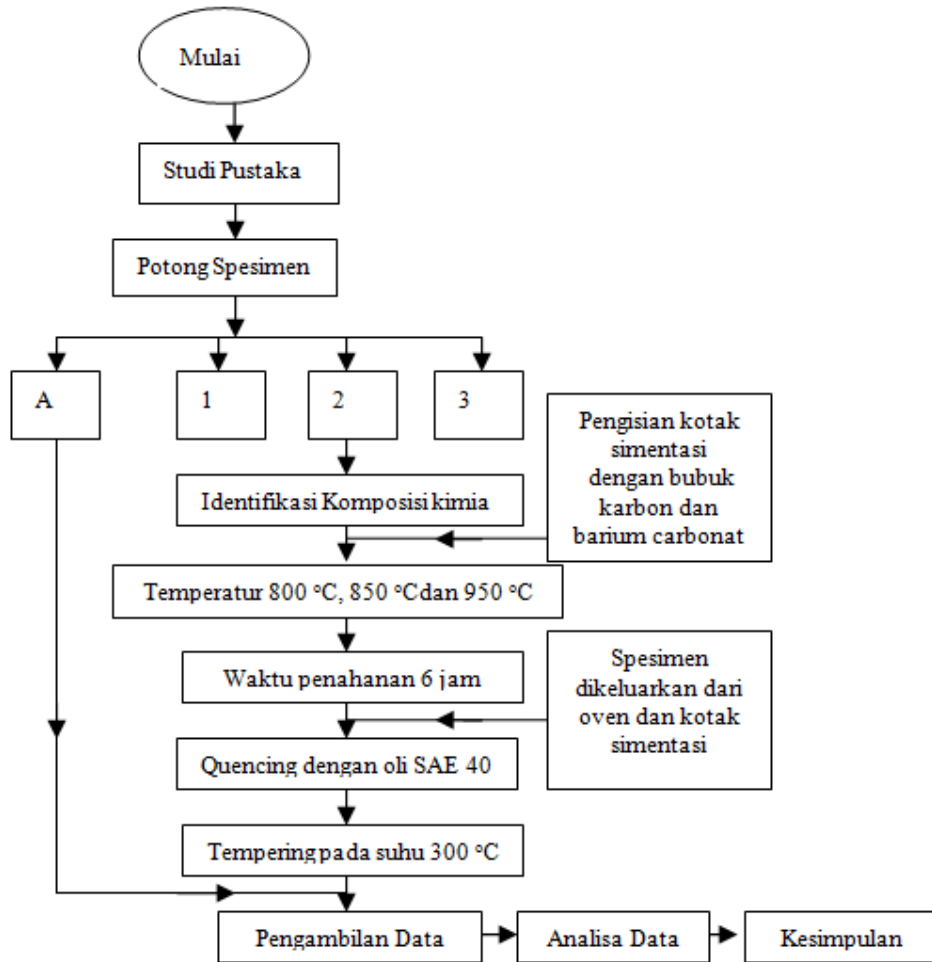 Mulai
Studi Pustaka
Potong Spesimen
A
1
2
3
Pengisian kotak
simentasi
dengan bubuk
karbon dan
barium carbonat
Identifikasi Komposisi kimia
Temperatur 800 °C, 850 °C dan 950 °C
Waktu penahanan 6 jam
Spesimen
dikeluarkan dari
oven dan kotak
simentasi
Quencing dengan oli SAE 40
Tempering pada suhu 300 °C
Pengambilan Data
Analisa Data
Kesimpulan